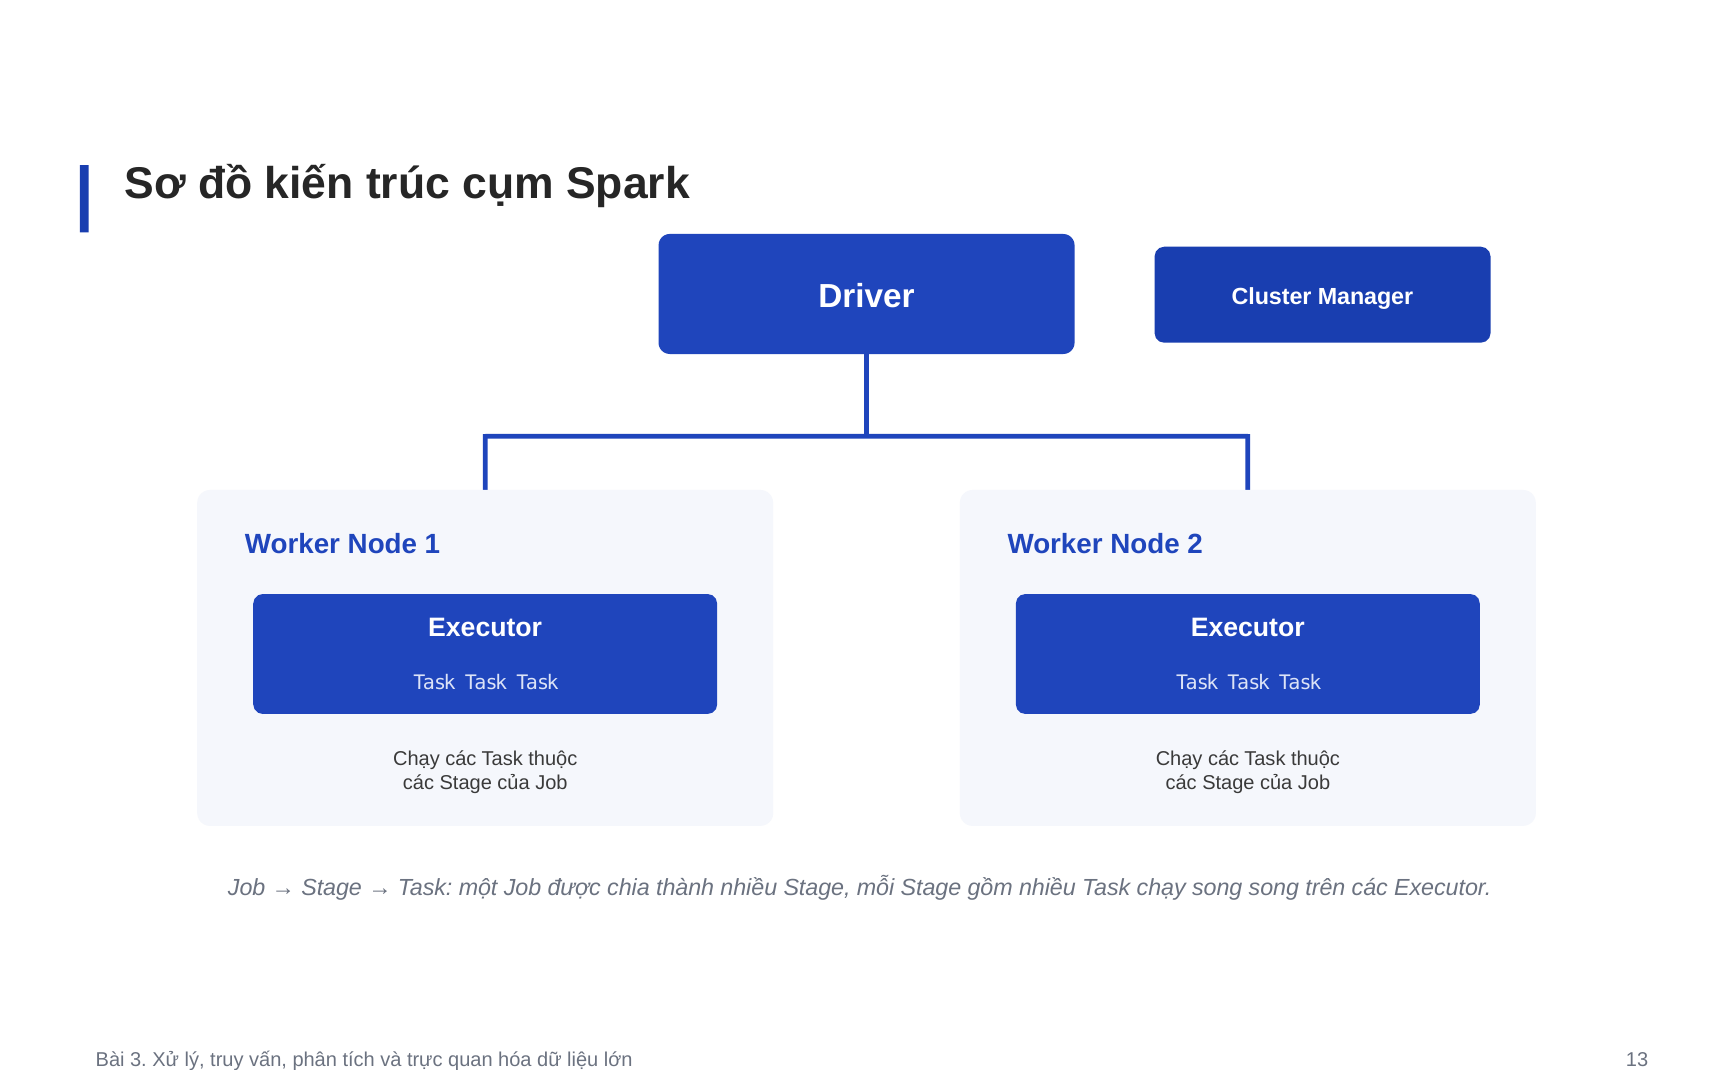 Sơ đồ kiến trúc cụm Spark
Driver
Cluster Manager
Worker Node 1
Executor
Task Task Task
Chạy các Task thuộc
các Stage của Job
Worker Node 2
Executor
Task Task Task
Chạy các Task thuộc
các Stage của Job
Job → Stage → Task: một Job được chia thành nhiều Stage, mỗi Stage gồm nhiều Task chạy song song trên các Executor.
Bài 3. Xử lý, truy vấn, phân tích và trực quan hóa dữ liệu lớn
13